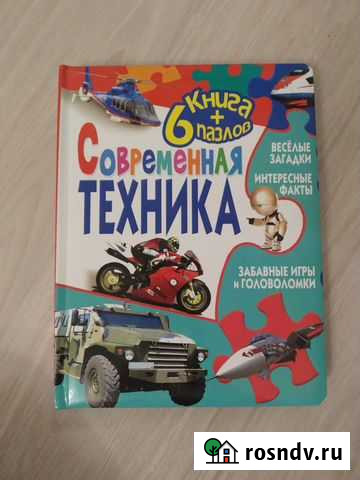 Книга
+
6 пазлов
Современная
ТЕХНИКА
ВЕСЁЛЫЕ
ЗАГАДКИ
ИНТЕРЕСНЫЕ
ФАКТЫ
ЗАБАВНЫЕ ИГРЫ
и ГОЛОВОЛОМКИ
rosndv.ru